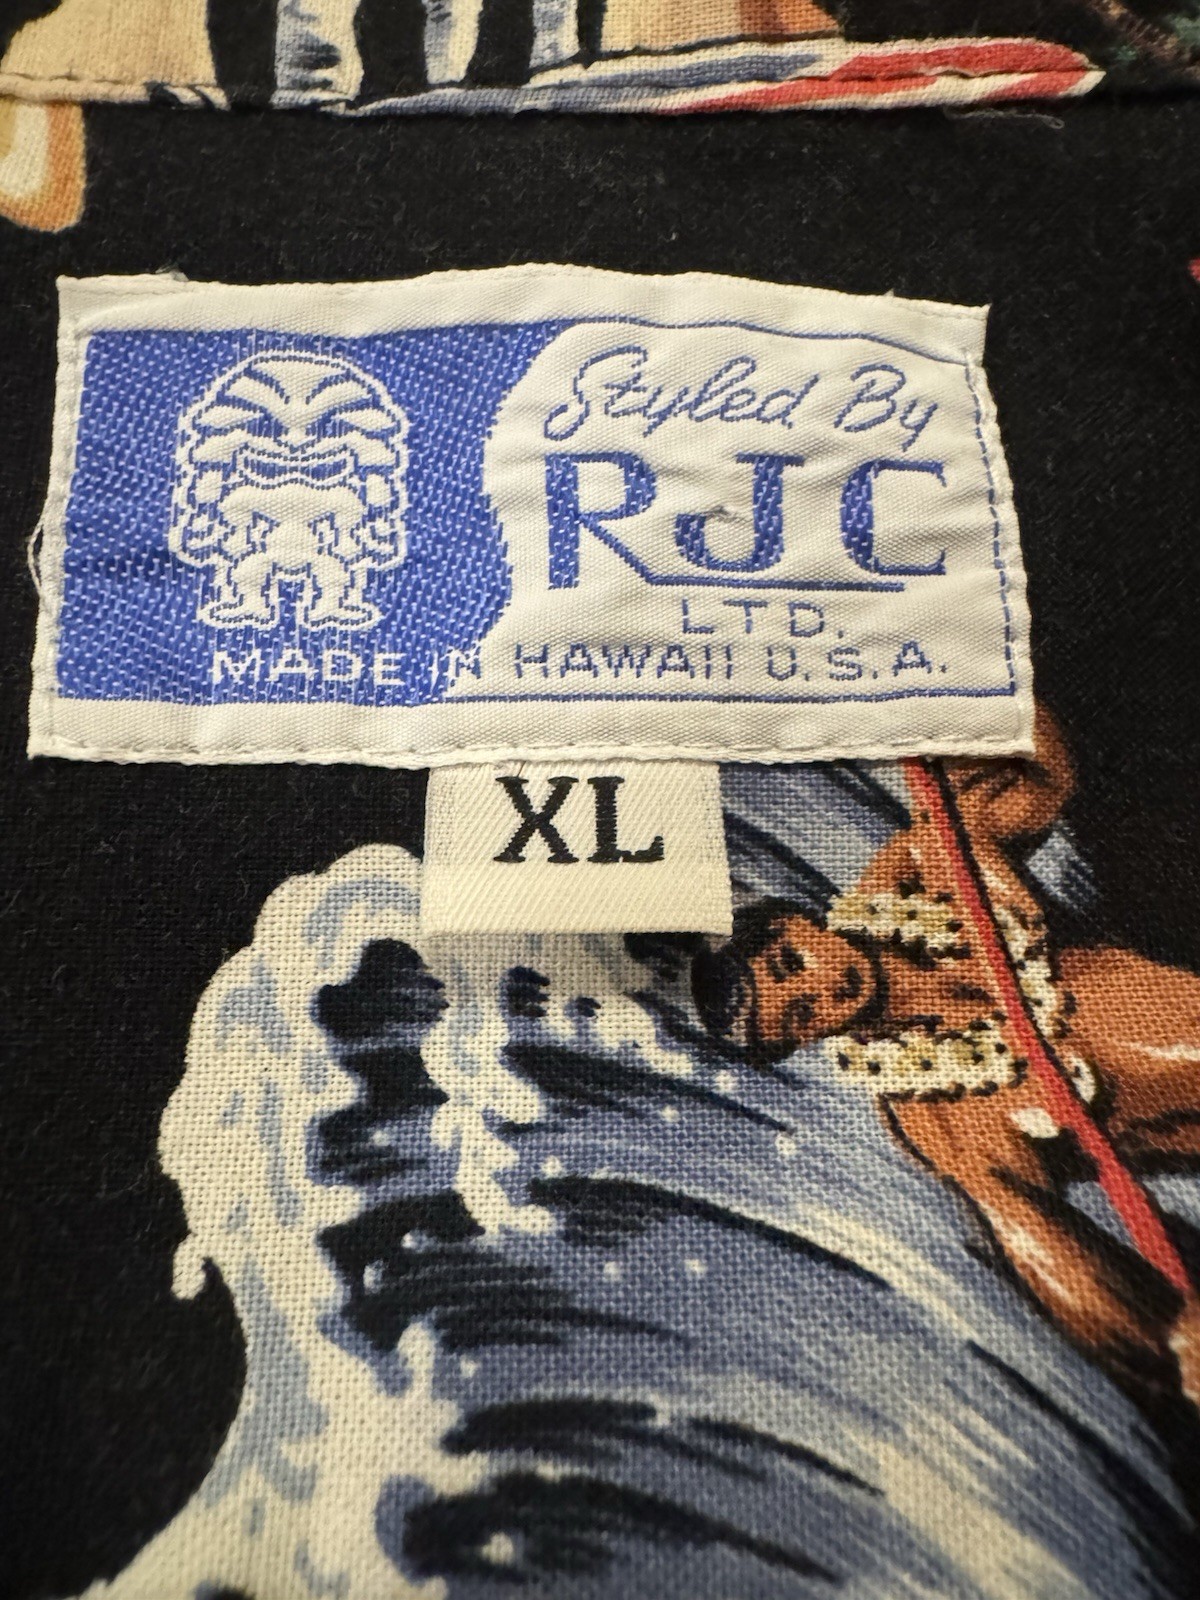 Styled By
RJC
LTD.
MADE IN HAWAII U.S.A.
XL